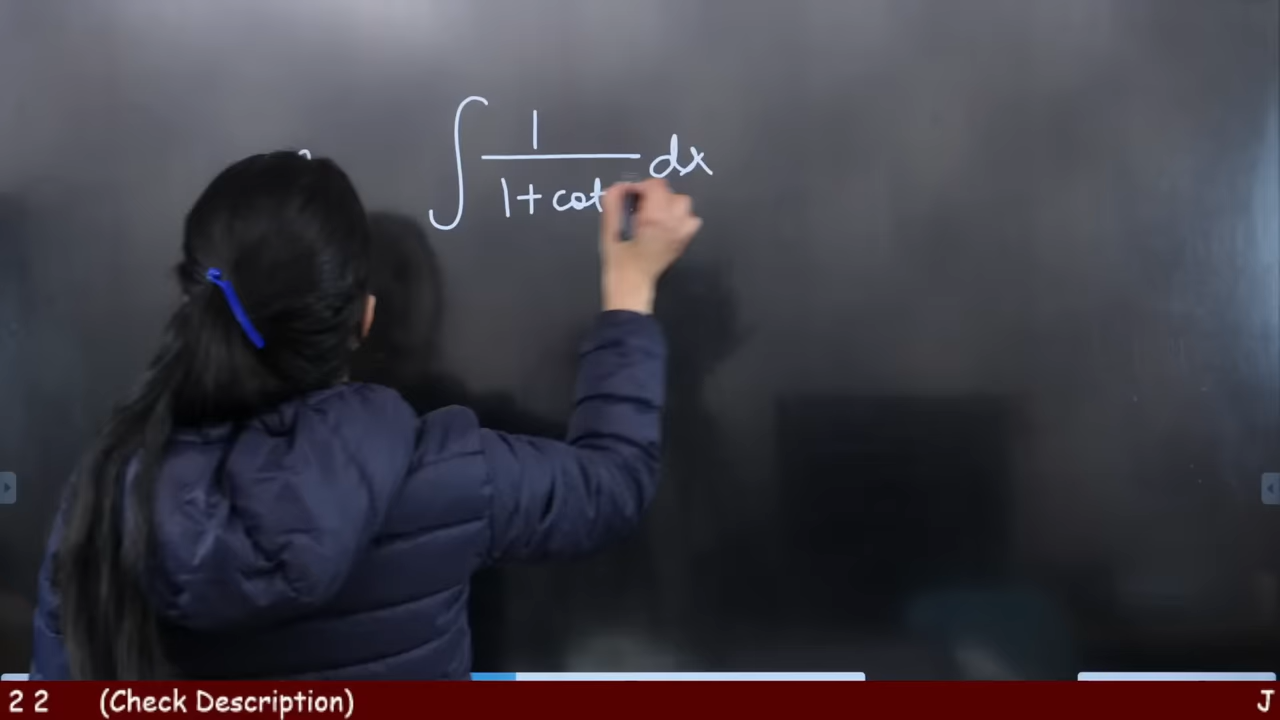 ∫ 1/(1+cot dx
2 2 (Check Description) J